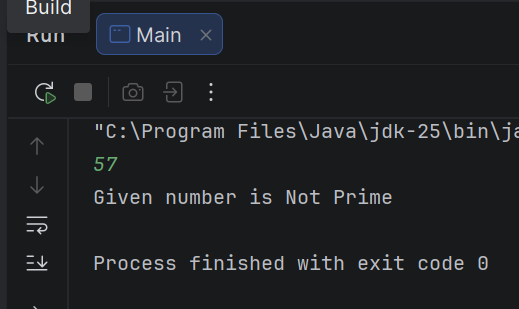 Build
Run
Main
"C:\Program Files\Java\jdk-25\bin\ja
57
Given number is Not Prime
Process finished with exit code 0